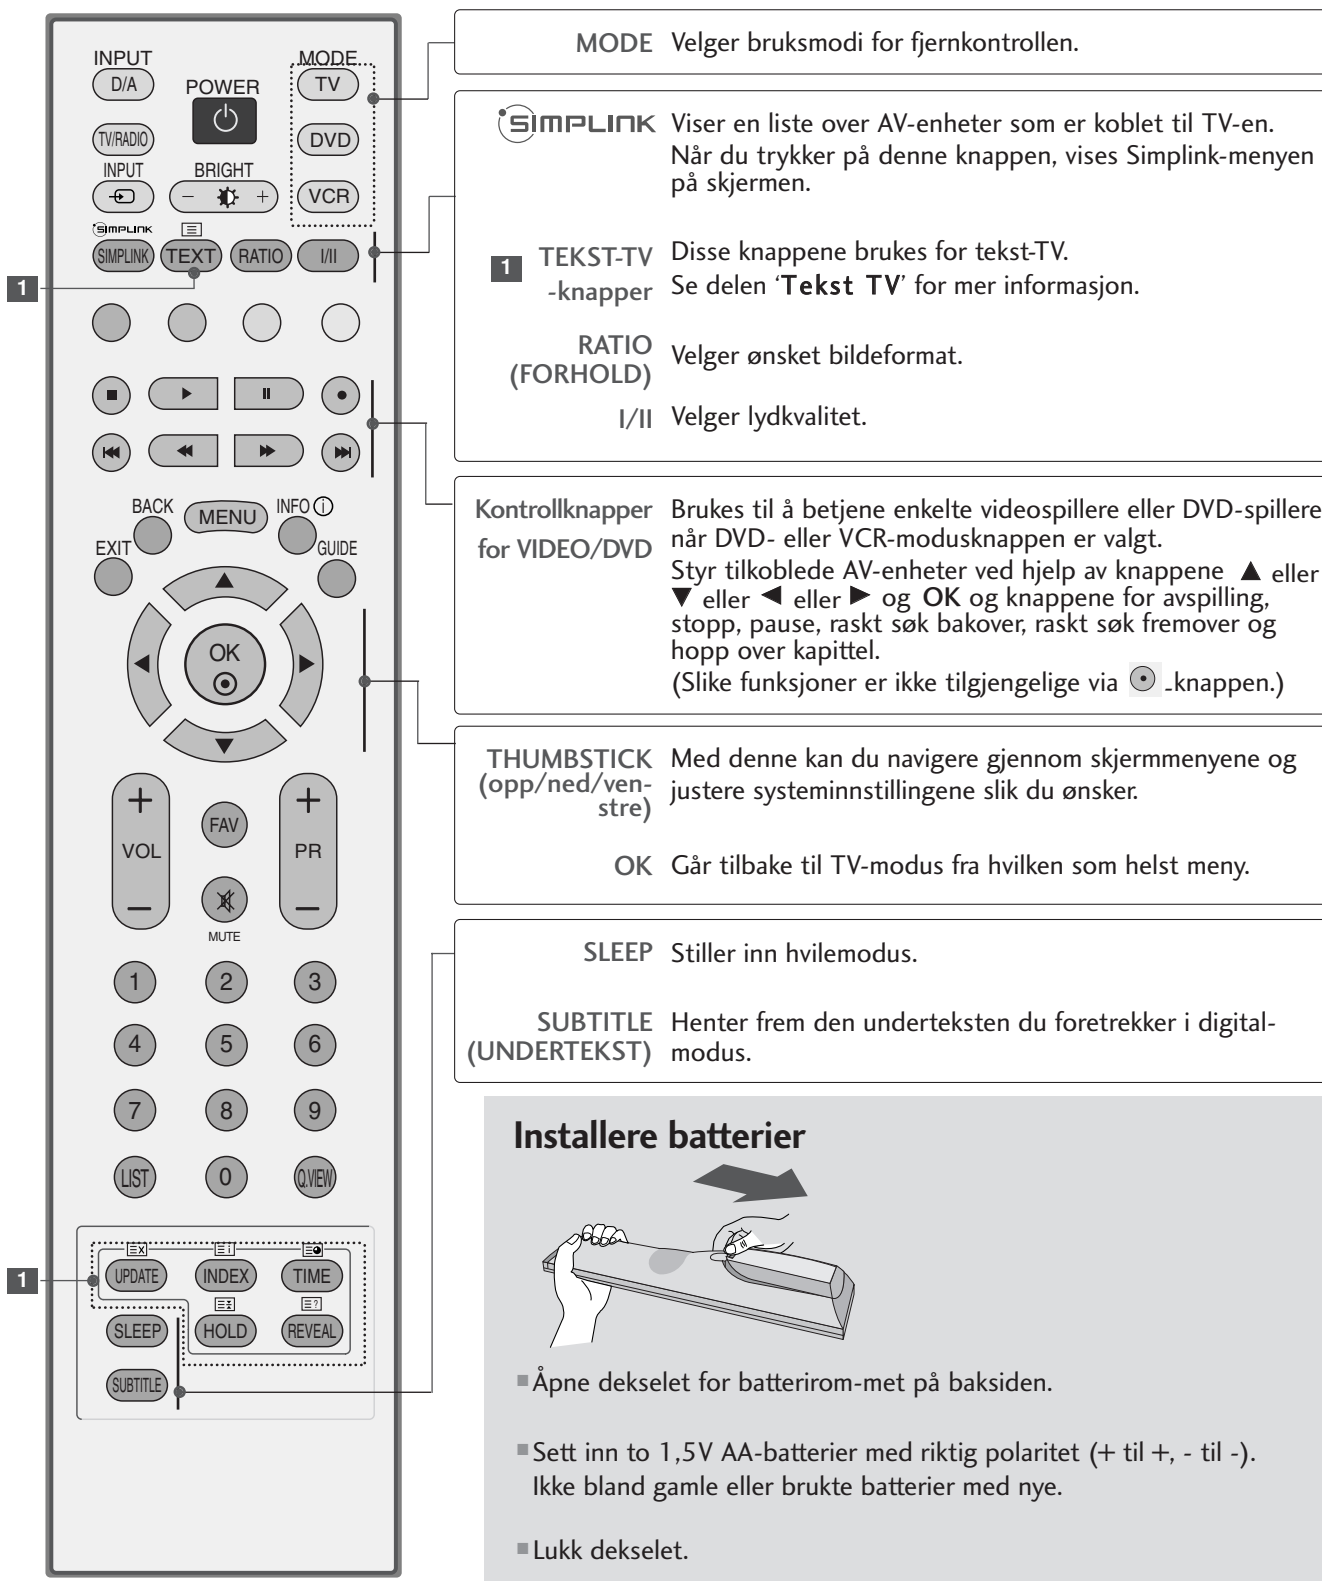 INPUT
MODE
D/A
POWER
TV
TV/RADIO
DVD
INPUT
BRIGHT
- +
VCR
SIMPLINK
SIMPLINK
TEXT
RATIO
I/II
1
BACK
MENU
INFO i
EXIT
GUIDE
OK
+
VOL
-
FAV
MUTE
+
PR
-
1
2
3
4
5
6
7
8
9
LIST
0
Q.VIEW
UPDATE
INDEX
TIME
1
SLEEP
HOLD
REVEAL
SUBTITLE
MODE Velger bruksmodi for fjernkontrollen.
SIMPLINK Viser en liste over AV-enheter som er koblet til TV-en.
Når du trykker på denne knappen, vises Simplink-menyen
på skjermen.
1 TEKST-TV Disse knappene brukes for tekst-TV.
-knapper Se delen ‘Tekst TV’ for mer informasjon.
RATIO
(FORHOLD) Velger ønsket bildeformat.
I/II Velger lydkvalitet.
Kontrollknapper Brukes til å betjene enkelte videospillere eller DVD-spillere
for VIDEO/DVD når DVD- eller VCR-modusknappen er valgt.
Styr tilkoblede AV-enheter ved hjelp av knappene ▲ eller
▼ eller ◀ eller ▶ og OK og knappene for avspilling,
stopp, pause, raskt søk bakover, raskt søk fremover og
hopp over kapittel.
(Slike funksjoner er ikke tilgjengelige via ⊙ -knappen.)
THUMBSTICK Med denne kan du navigere gjennom skjermmenyene og
(opp/ned/ven- justere systeminnstillingene slik du ønsker.
stre)
OK Går tilbake til TV-modus fra hvilken som helst meny.
SLEEP Stiller inn hvilemodus.
SUBTITLE Henter frem den underteksten du foretrekker i digital-
(UNDERTEKST) modus.
Installere batterier
■ Åpne dekselet for batterirom-met på baksiden.
■ Sett inn to 1,5V AA-batterier med riktig polaritet (+ til +, - til -).
Ikke bland gamle eller brukte batterier med nye.
■ Lukk dekselet.